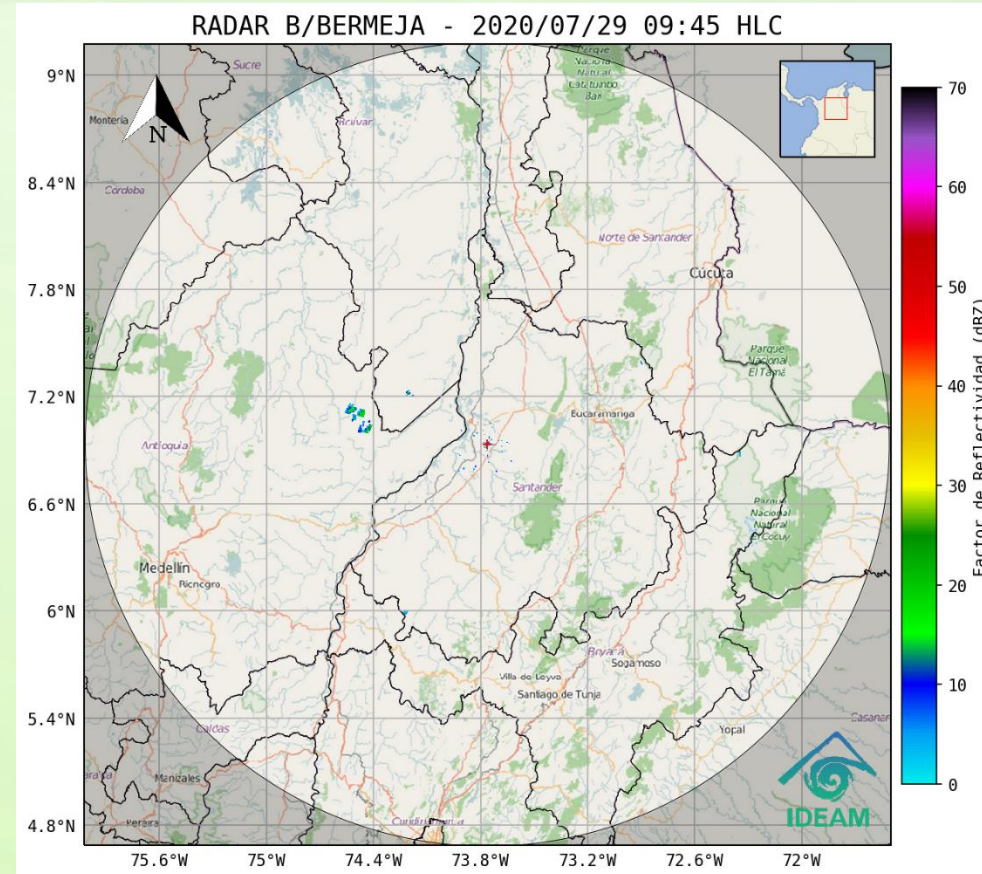 RADAR B/BERMEJA - 2020/07/29 09:45 HLC
9°N
8.4°N
7.8°N
7.2°N
6.6°N
6°N
5.4°N
4.8°N
75.6°W
75°W
74.4°W
73.8°W
73.2°W
72.6°W
72°W
N
Sucre
Montería
Bolívar
Córdoba
Parque
Nacional
Natural
Catatumbo
Bari
Norte de Santander
Cúcuta
Parque
Nacional
El Tamá
Bucaramanga
Antioquia
Santander
Parque
Nacional
Natural
El Cocuy
Medellín
Rionegro
Boyacá
Sogamoso
Villa de Leyva
Santiago de Tunja
Caldas
Yopal
Casanar
Manizales
Pereira
Cundinamarca
IDEAM
70
60
50
40
30
20
10
0
Factor de Reflectividad (dBZ)